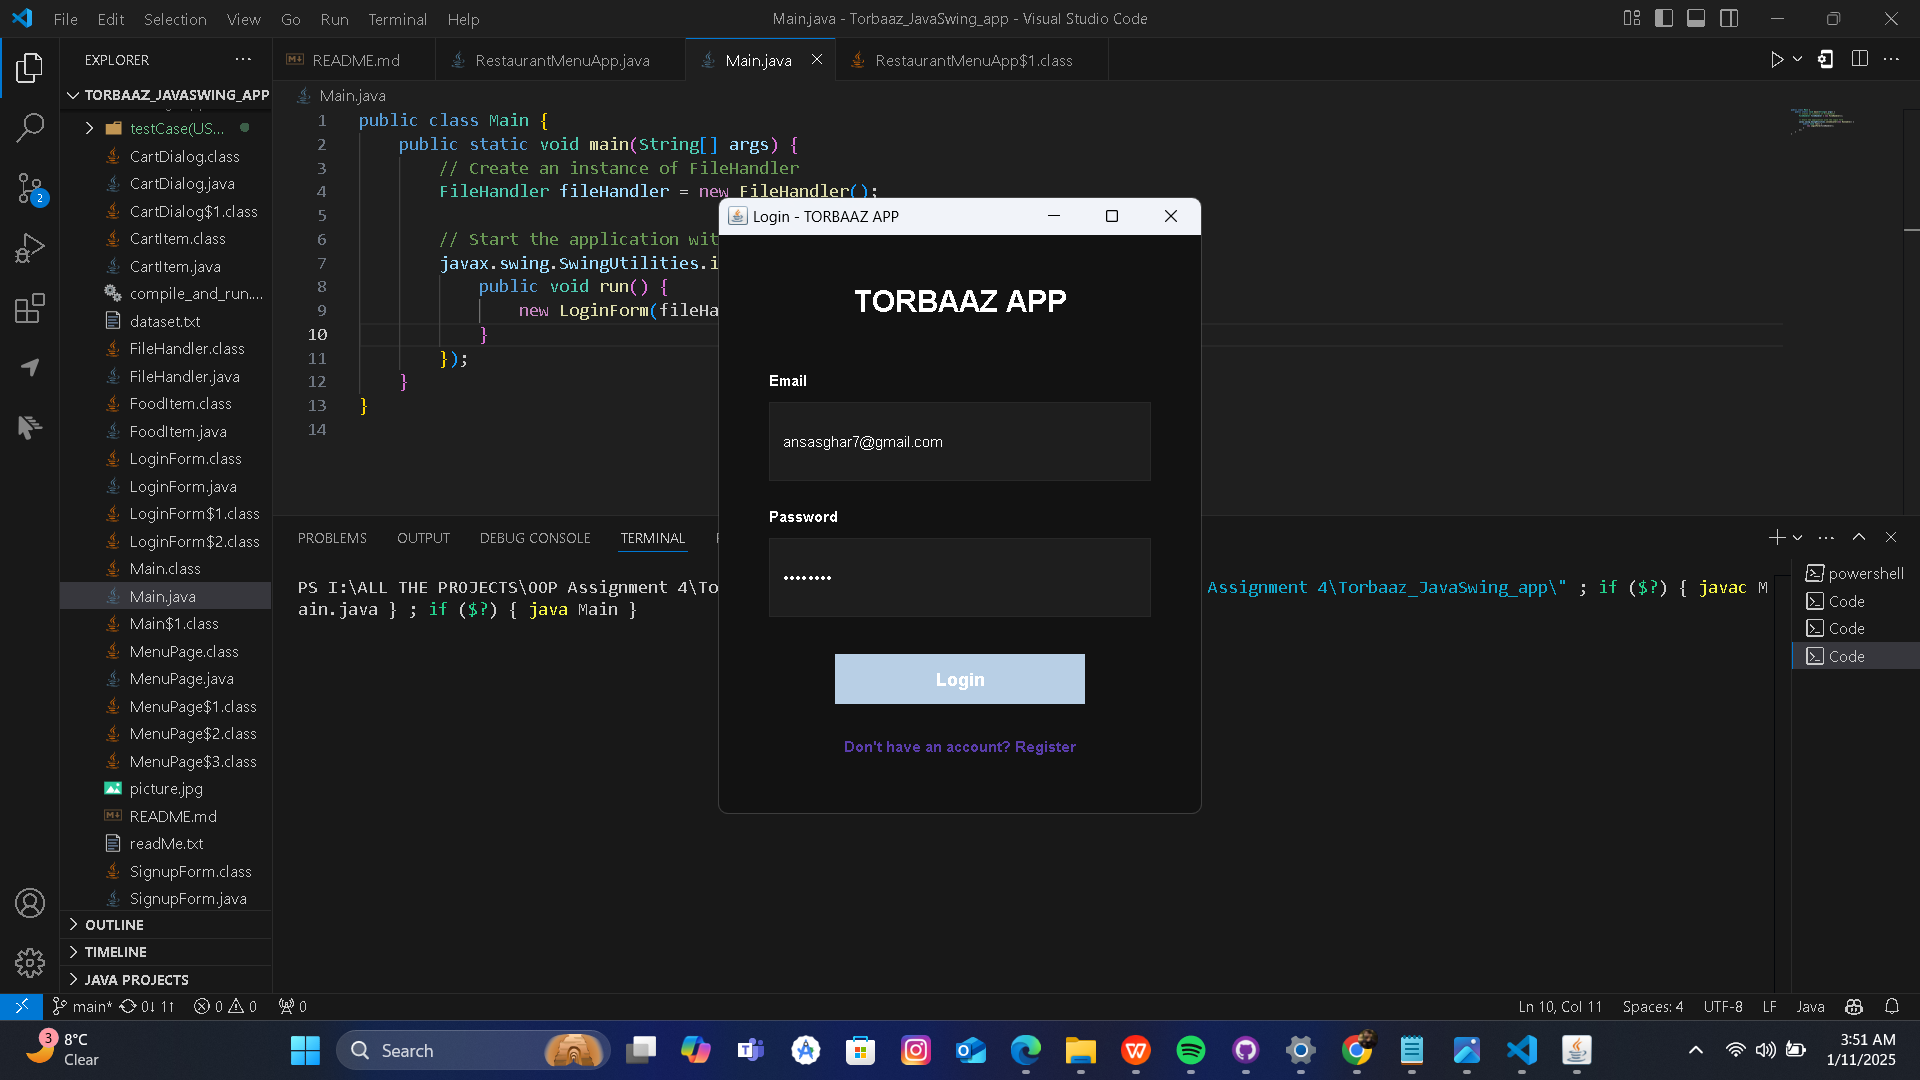 File Edit Selection View Go Run Terminal Help
Main.java - Torbaaz_JavaSwing_app - Visual Studio Code
EXPLORER
README.md
RestaurantMenuApp.java
Main.java
RestaurantMenuApp$1.class
TORBAAZ_JAVASWING_APP
testCase(US...
CartDialog.class
CartDialog.java
CartDialog$1.class
CartItem.class
CartItem.java
compile_and_run....
dataset.txt
FileHandler.class
FileHandler.java
FoodItem.class
FoodItem.java
LoginForm.class
LoginForm.java
LoginForm$1.class
LoginForm$2.class
Main.class
Main.java
Main$1.class
MenuPage.class
MenuPage.java
MenuPage$1.class
MenuPage$2.class
MenuPage$3.class
picture.jpg
README.md
readMe.txt
SignupForm.class
SignupForm.java
OUTLINE
TIMELINE
JAVA PROJECTS
2
Main.java
1 public class Main {
2 public static void main(String[] args) {
3 // Create an instance of FileHandler
4 FileHandler fileHandler = new FileHandler();
5
6 // Start the application wit
7 javax.swing.SwingUtilities.i
8 public void run() {
9 new LoginForm(fileHa
10 }
11 });
12 }
13 }
14
Login - TORBAAZ APP
TORBAAZ APP
Email
ansasghar7@gmail.com
Password
••••••••
Login
Don't have an account? Register
PROBLEMS OUTPUT DEBUG CONSOLE TERMINAL
PS I:\ALL THE PROJECTS\OOP Assignment 4\To Assignment 4\Torbaaz_JavaSwing_app\" ; if ($?) { javac M
ain.java } ; if ($?) { java Main }
powershell
Code
Code
Code
main* 0↓ 1↑ 0 0 0
Ln 10, Col 11 Spaces: 4 UTF-8 LF Java
3
8°C
Clear
Search
3:51 AM
1/11/2025